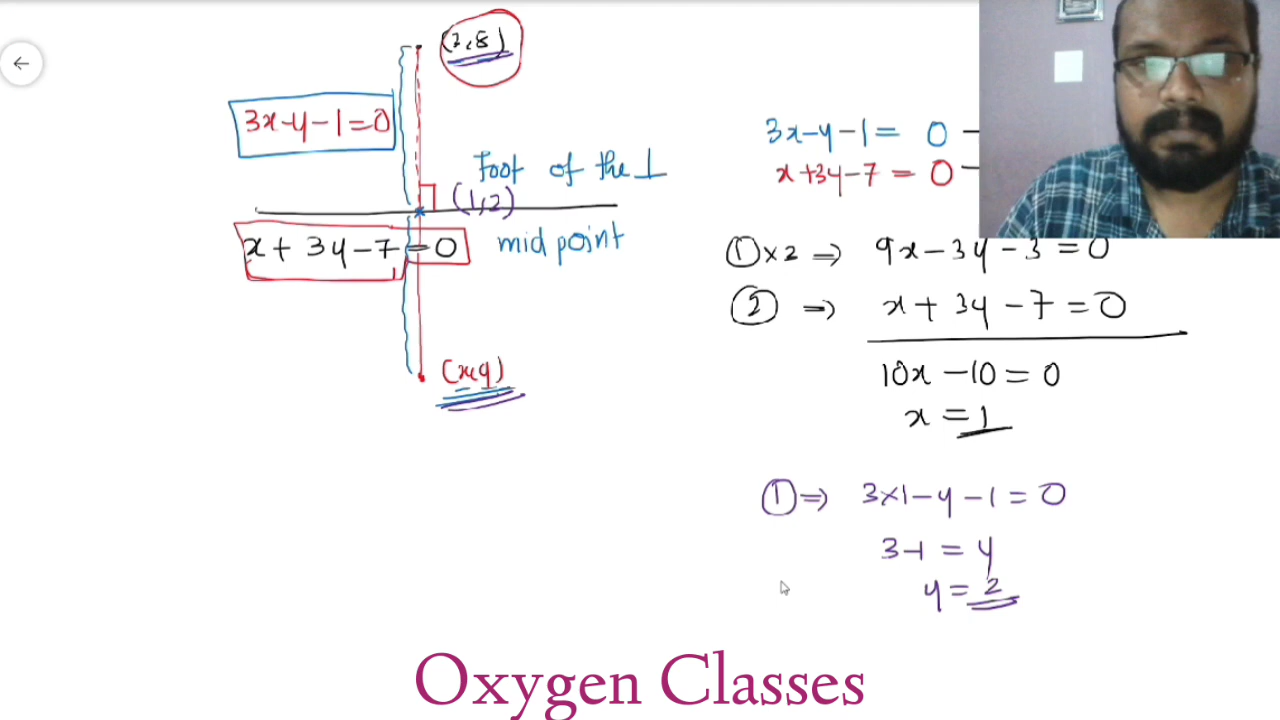 (3,8)
3x-y-1=0
Foot of the ⊥
(1,2)
x+3y-7=0 mid point
(x,y)
3x-y-1= 0 -
x+3y-7 = 0 -
①×2 ⇒ 9x-3y-3=0
② ⇒ x+3y-7=0
10x-10=0
x=1
①⇒ 3×1-y-1=0
3-1=y
y=2
Oxygen Classes